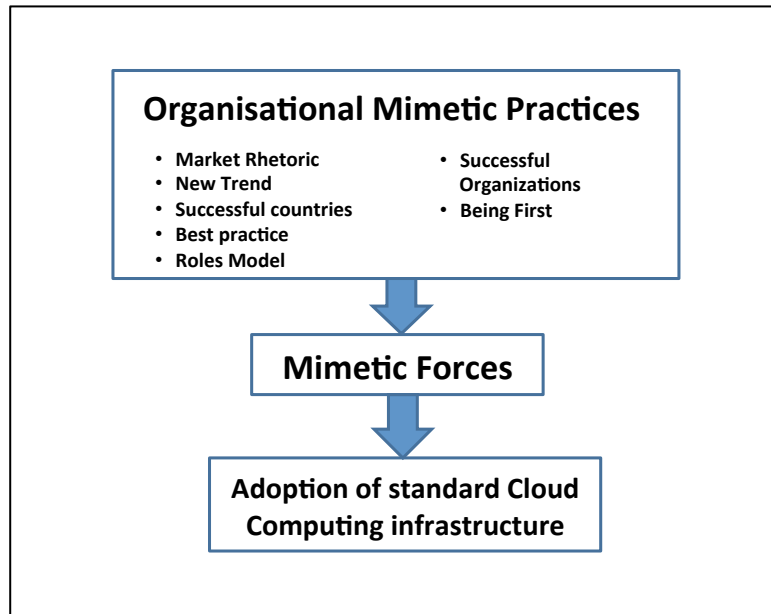 Organisational Mimetic Practices
• Market Rhetoric
• New Trend
• Successful countries
• Best practice
• Roles Model
• Successful
Organizations
• Being First
Mimetic Forces
Adoption of standard Cloud
Computing infrastructure